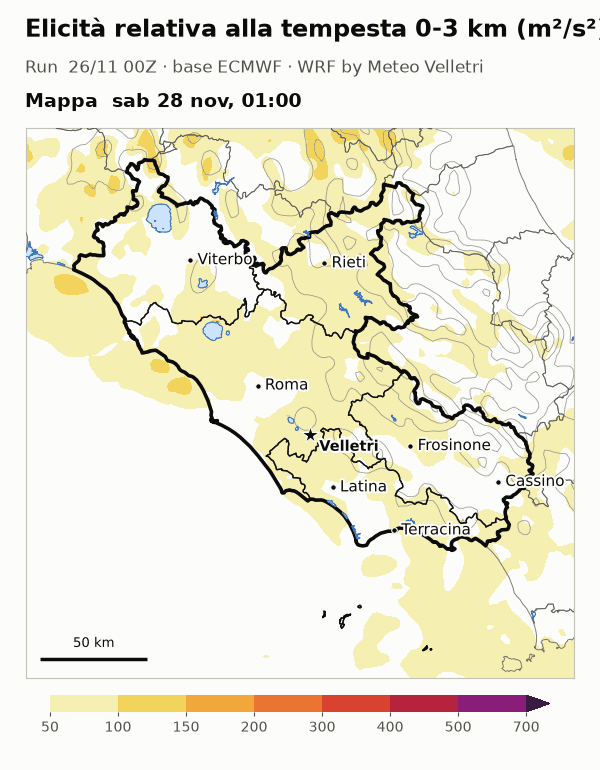 Elicità relativa alla tempesta 0-3 km (m²/s²)
Run 26/11 00Z · base ECMWF · WRF by Meteo Velletri
Mappa sab 28 nov, 01:00
Viterbo
Rieti
Roma
Velletri
Frosinone
Latina
Cassino
Terracina
50 km
50 100 150 200 300 400 500 700